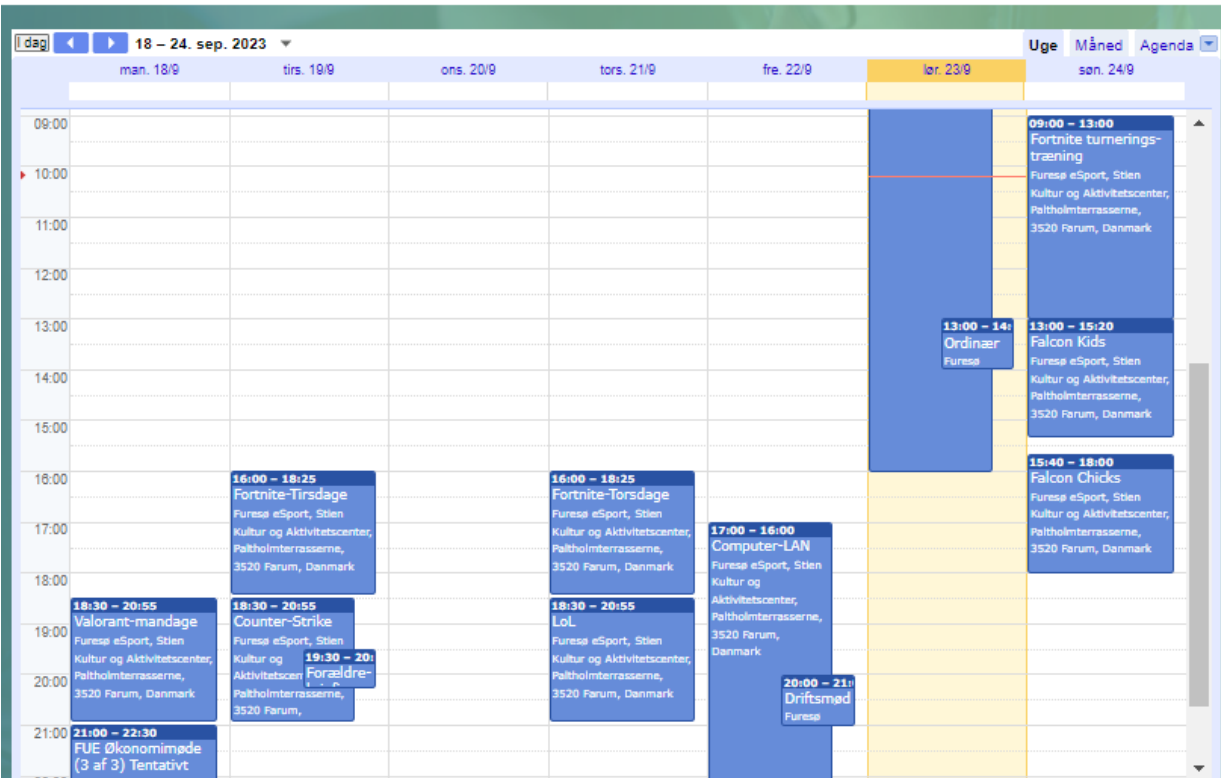 I dag
18 – 24. sep. 2023
Uge Måned Agenda
man. 18/9 tirs. 19/9 ons. 20/9 tors. 21/9 fre. 22/9 lør. 23/9 søn. 24/9
09:00
10:00
11:00
12:00
13:00
14:00
15:00
16:00
17:00
18:00
19:00
20:00
21:00
18:30 – 20:55
Valorant-mandage
Furesø eSport, Stien
Kultur og Aktivitetscenter,
Paltholmterrasserne,
3520 Farum, Danmark
21:00 – 22:30
FUE Økonomimøde
(3 af 3) Tentativt
16:00 – 18:25
Fortnite-Tirsdage
Furesø eSport, Stien
Kultur og Aktivitetscenter,
Paltholmterrasserne,
3520 Farum, Danmark
18:30 – 20:55
Counter-Strike
Furesø eSport, Stien
Kultur og
Aktivitetscen
Paltholmterrasserne,
3520 Farum,
19:30 – 20:
Forældre-
16:00 – 18:25
Fortnite-Torsdage
Furesø eSport, Stien
Kultur og Aktivitetscenter,
Paltholmterrasserne,
3520 Farum, Danmark
18:30 – 20:55
LoL
Furesø eSport, Stien
Kultur og Aktivitetscenter,
Paltholmterrasserne,
3520 Farum, Danmark
17:00 – 16:00
Computer-LAN
Furesø eSport, Stien
Kultur og
Aktivitetscenter,
Paltholmterrasserne,
3520 Farum,
Danmark
20:00 – 21:
Driftsmød
Furesø
13:00 – 14:
Ordinær
Furesø
09:00 – 13:00
Fortnite turnerings-
træning
Furesø eSport, Stien
Kultur og Aktivitetscenter,
Paltholmterrasserne,
3520 Farum, Danmark
13:00 – 15:20
Falcon Kids
Furesø eSport, Stien
Kultur og Aktivitetscenter,
Paltholmterrasserne,
3520 Farum, Danmark
15:40 – 18:00
Falcon Chicks
Furesø eSport, Stien
Kultur og Aktivitetscenter,
Paltholmterrasserne,
3520 Farum, Danmark